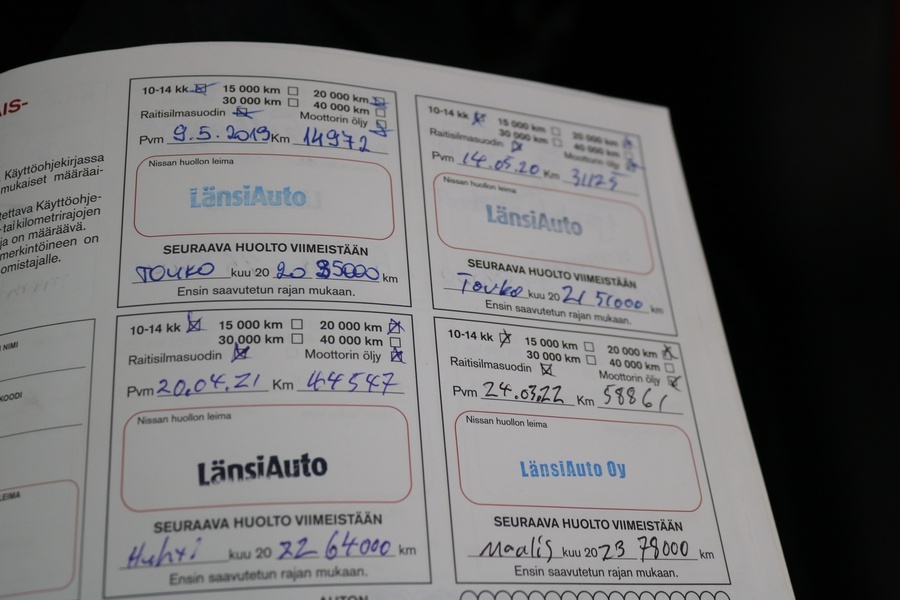 IS-
Käyttöohjekirjassa
mukaiset määräai-
tettava Käyttöohje-
-tai kilometrirajojen
ja on määräävä.
merkintöineen on
omistajalle.
NIMI
KOODI
LEIMA
10-14 kk 15 000 km 20 000 km
30 000 km 40 000 km
Raitisilmasuodin Moottorin öljy
Pvm 9.5.2019 Km 14972
Nissan huollon leima
LänsiAuto
SEURAAVA HUOLTO VIIMEISTÄÄN
TOUKO kuu 20 20 35000 km
Ensin saavutetun rajan mukaan.
10-14 kk 15 000 km 20 000 km
30 000 km 40 000 km
Raitisilmasuodin Moottorin öljy
Pvm 14.05.20 Km 31125
Nissan huollon leima
LänsiAuto
SEURAAVA HUOLTO VIIMEISTÄÄN
Touko kuu 20 21 51000 km
Ensin saavutetun rajan mukaan.
10-14 kk 15 000 km 20 000 km
30 000 km 40 000 km
Raitisilmasuodin Moottorin öljy
Pvm 20.04.21 Km 44547
Nissan huollon leima
LänsiAuto
SEURAAVA HUOLTO VIIMEISTÄÄN
Huhti kuu 20 22 64000 km
Ensin saavutetun rajan mukaan.
10-14 kk 15 000 km 20 000 km
30 000 km 40 000 km
Raitisilmasuodin Moottorin öljy
Pvm 24.03.22 Km 58861
Nissan huollon leima
LänsiAuto Oy
SEURAAVA HUOLTO VIIMEISTÄÄN
Maalis kuu 20 23 78000 km
Ensin saavutetun rajan mukaan.